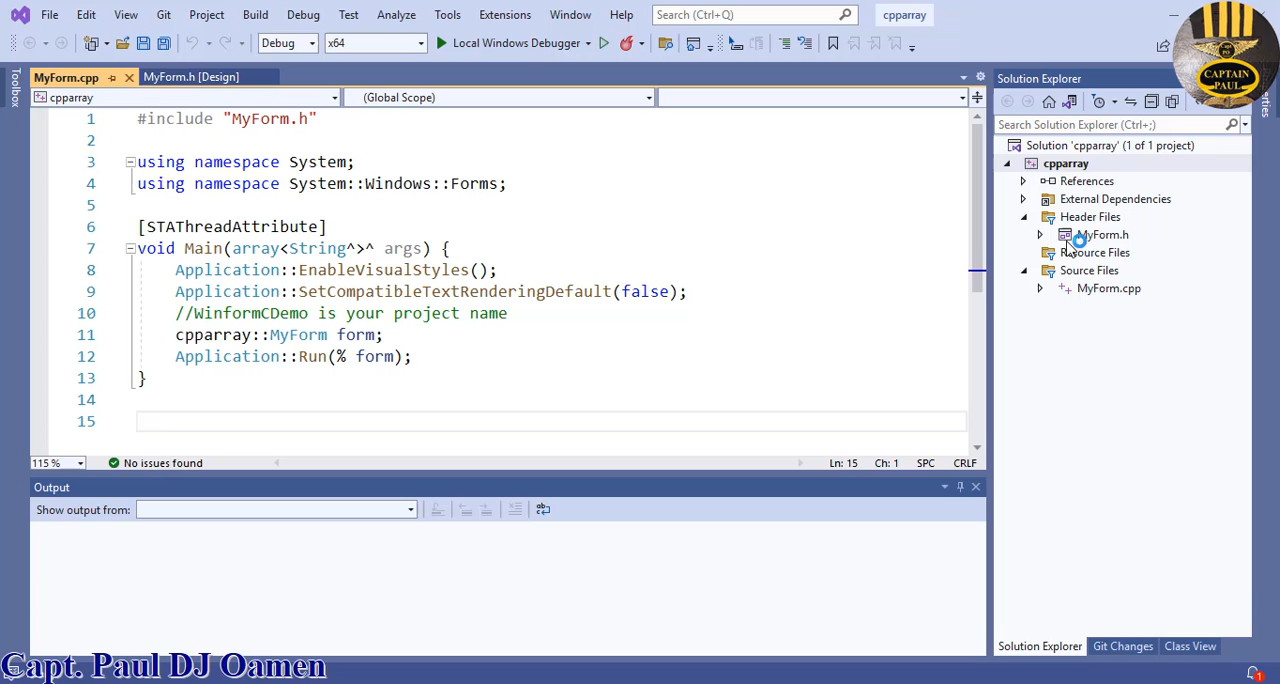 File Edit View Git Project Build Debug Test Analyze Tools Extensions Window Help Search (Ctrl+Q) cpparray
Debug x64 Local Windows Debugger
Capt PO
CAPTAIN
PAUL
Toolbox
MyForm.cpp MyForm.h [Design]
cpparray (Global Scope)
1 #include "MyForm.h"
2
3 using namespace System;
4 using namespace System::Windows::Forms;
5
6 [STAThreadAttribute]
7 void Main(array<String^>^ args) {
8 Application::EnableVisualStyles();
9 Application::SetCompatibleTextRenderingDefault(false);
10 //WinformCDemo is your project name
11 cpparray::MyForm form;
12 Application::Run(% form);
13 }
14
15
115 % No issues found Ln: 15 Ch: 1 SPC CRLF
Output
Show output from:
Solution Explorer
Search Solution Explorer (Ctrl+;)
Solution 'cpparray' (1 of 1 project)
cpparray
References
External Dependencies
Header Files
MyForm.h
Resource Files
Source Files
MyForm.cpp
Solution Explorer Git Changes Class View
Capt. Paul DJ Oamen
1